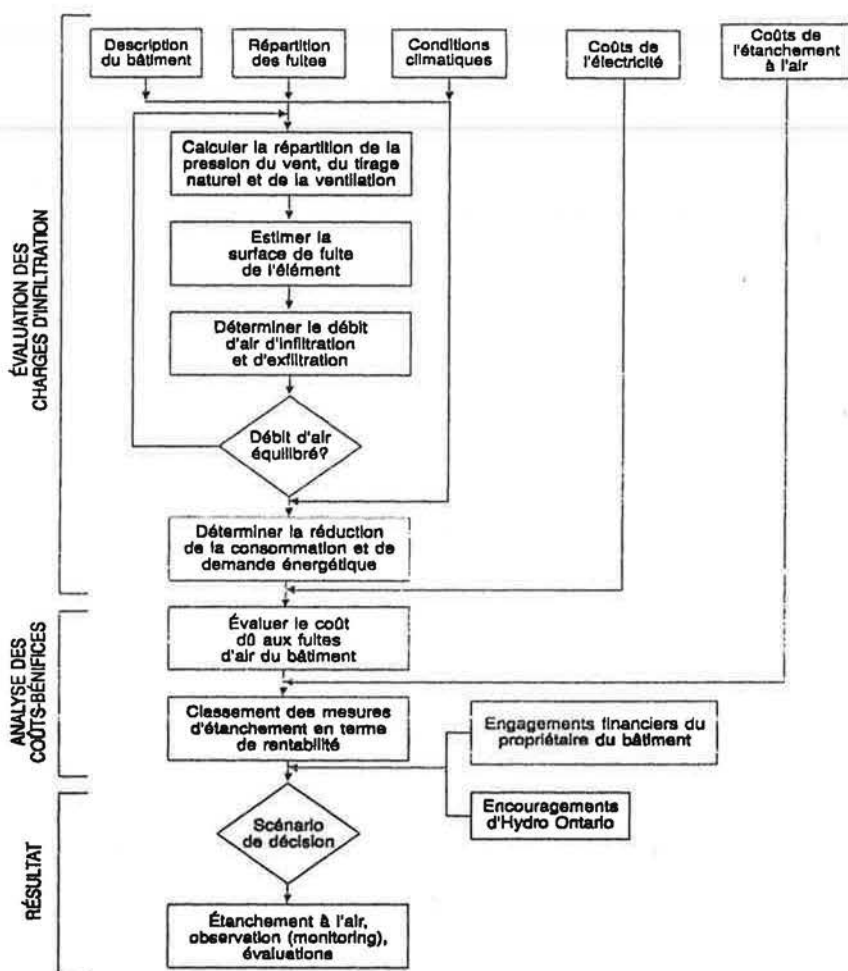 Description
du bâtiment
Répartition
des fuites
Conditions
climatiques
Coûts de
l'électricité
Coûts de
l'étanchement
à l'air
ÉVALUATION DES
CHARGES D'INFILTRATION
Calculer la répartition de la
pression du vent, du tirage
naturel et de la ventilation
Estimer la
surface de fuite
de l'élément
Déterminer le débit
d'air d'infiltration
et d'exfiltration
Débit d'air
équilibré?
Déterminer la réduction
de la consommation et de
demande énergétique
ANALYSE DES
COÛTS-BÉNIFICES
Évaluer le coût
dû aux fuites
d'air du bâtiment
Classement des mesures
d'étanchement en terme
de rentabilité
Engagements financiers du
propriétaire du bâtiment
Encouragements
d'Hydro Ontario
RÉSULTAT
Scénario
de décision
Étanchement à l'air,
observation (monitoring),
évaluations